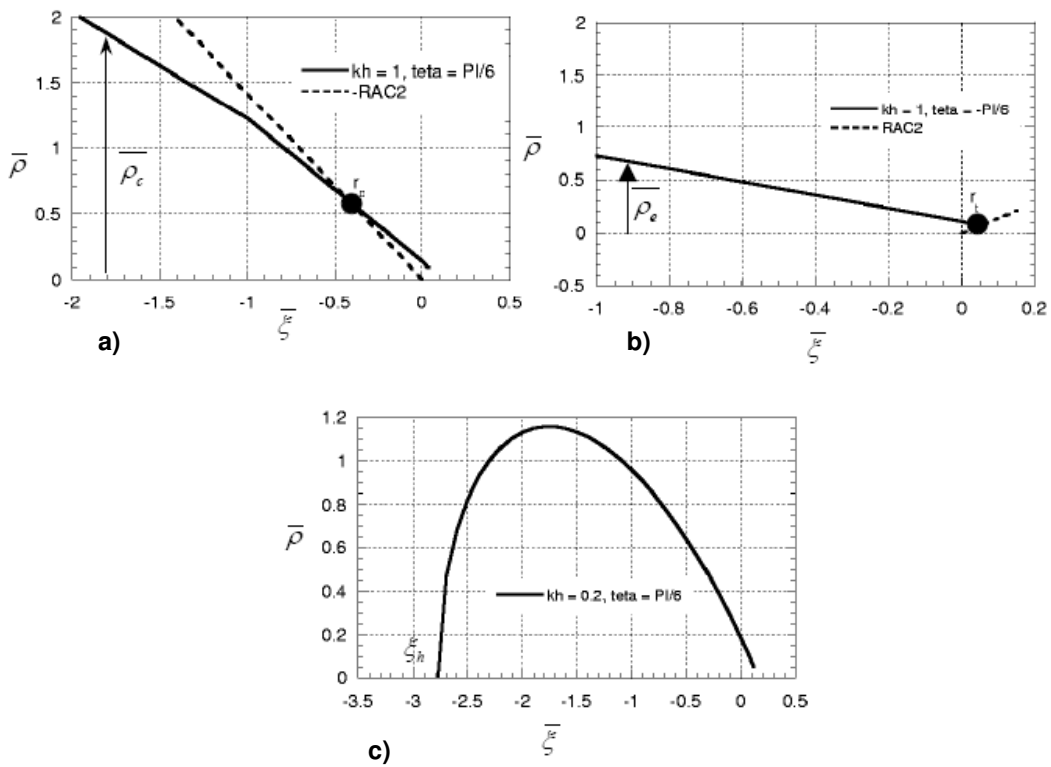 2
1.5
1
0.5
0
ρ̅
ρ̅_c
kh = 1, teta = PI/6
-RAC2
-2 -1.5 -1 -0.5 0 0.5
ξ̅
a)
2
1.5
1
0.5
0
-0.5
ρ̅
ρ̅_e
kh = 1, teta = -PI/6
RAC2
r_t
-1 -0.8 -0.6 -0.4 -0.2 0 0.2
ξ̅
b)
1.2
1
0.8
0.6
0.4
0.2
0
ρ̅
ξ_h
kh = 0.2, teta = PI/6
-3.5 -3 -2.5 -2 -1.5 -1 -0.5 0 0.5
ξ̅
c)